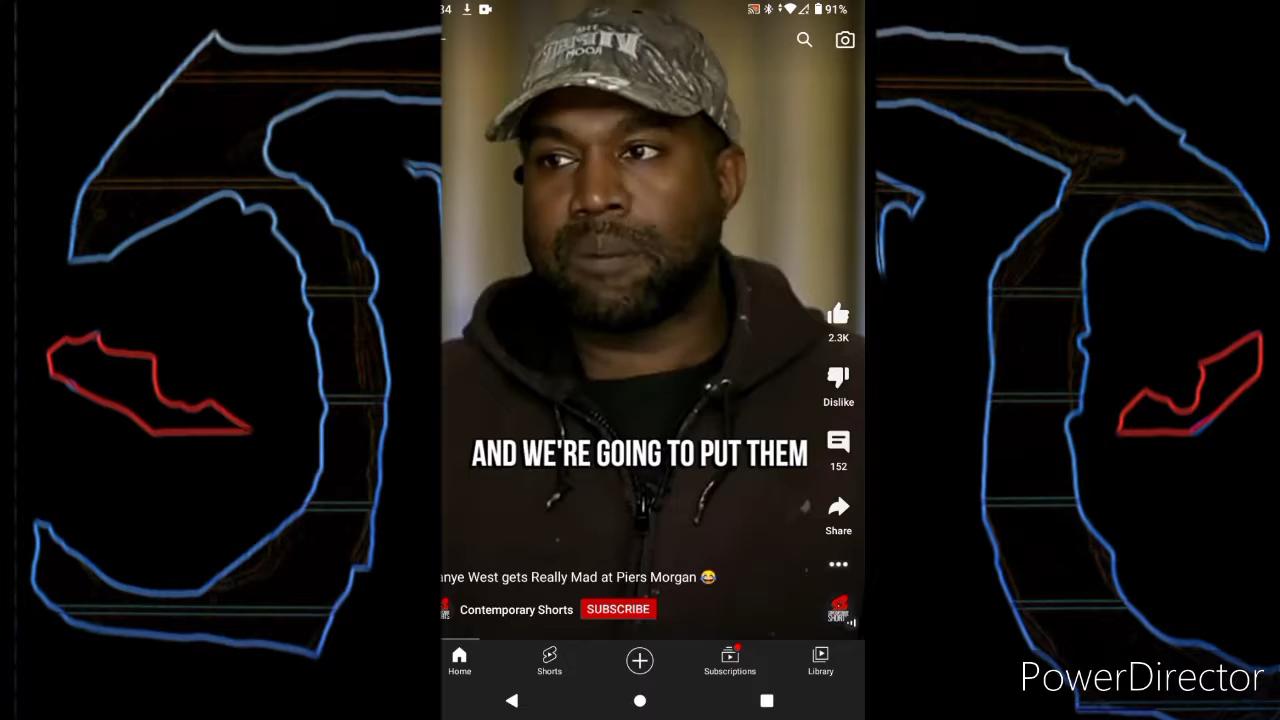 34
91%
2.3K
Dislike
AND WE'RE GOING TO PUT THEM
152
Share
anye West gets Really Mad at Piers Morgan 😂
Contemporary Shorts
SUBSCRIBE
Home
Shorts
Subscriptions
Library
PowerDirector